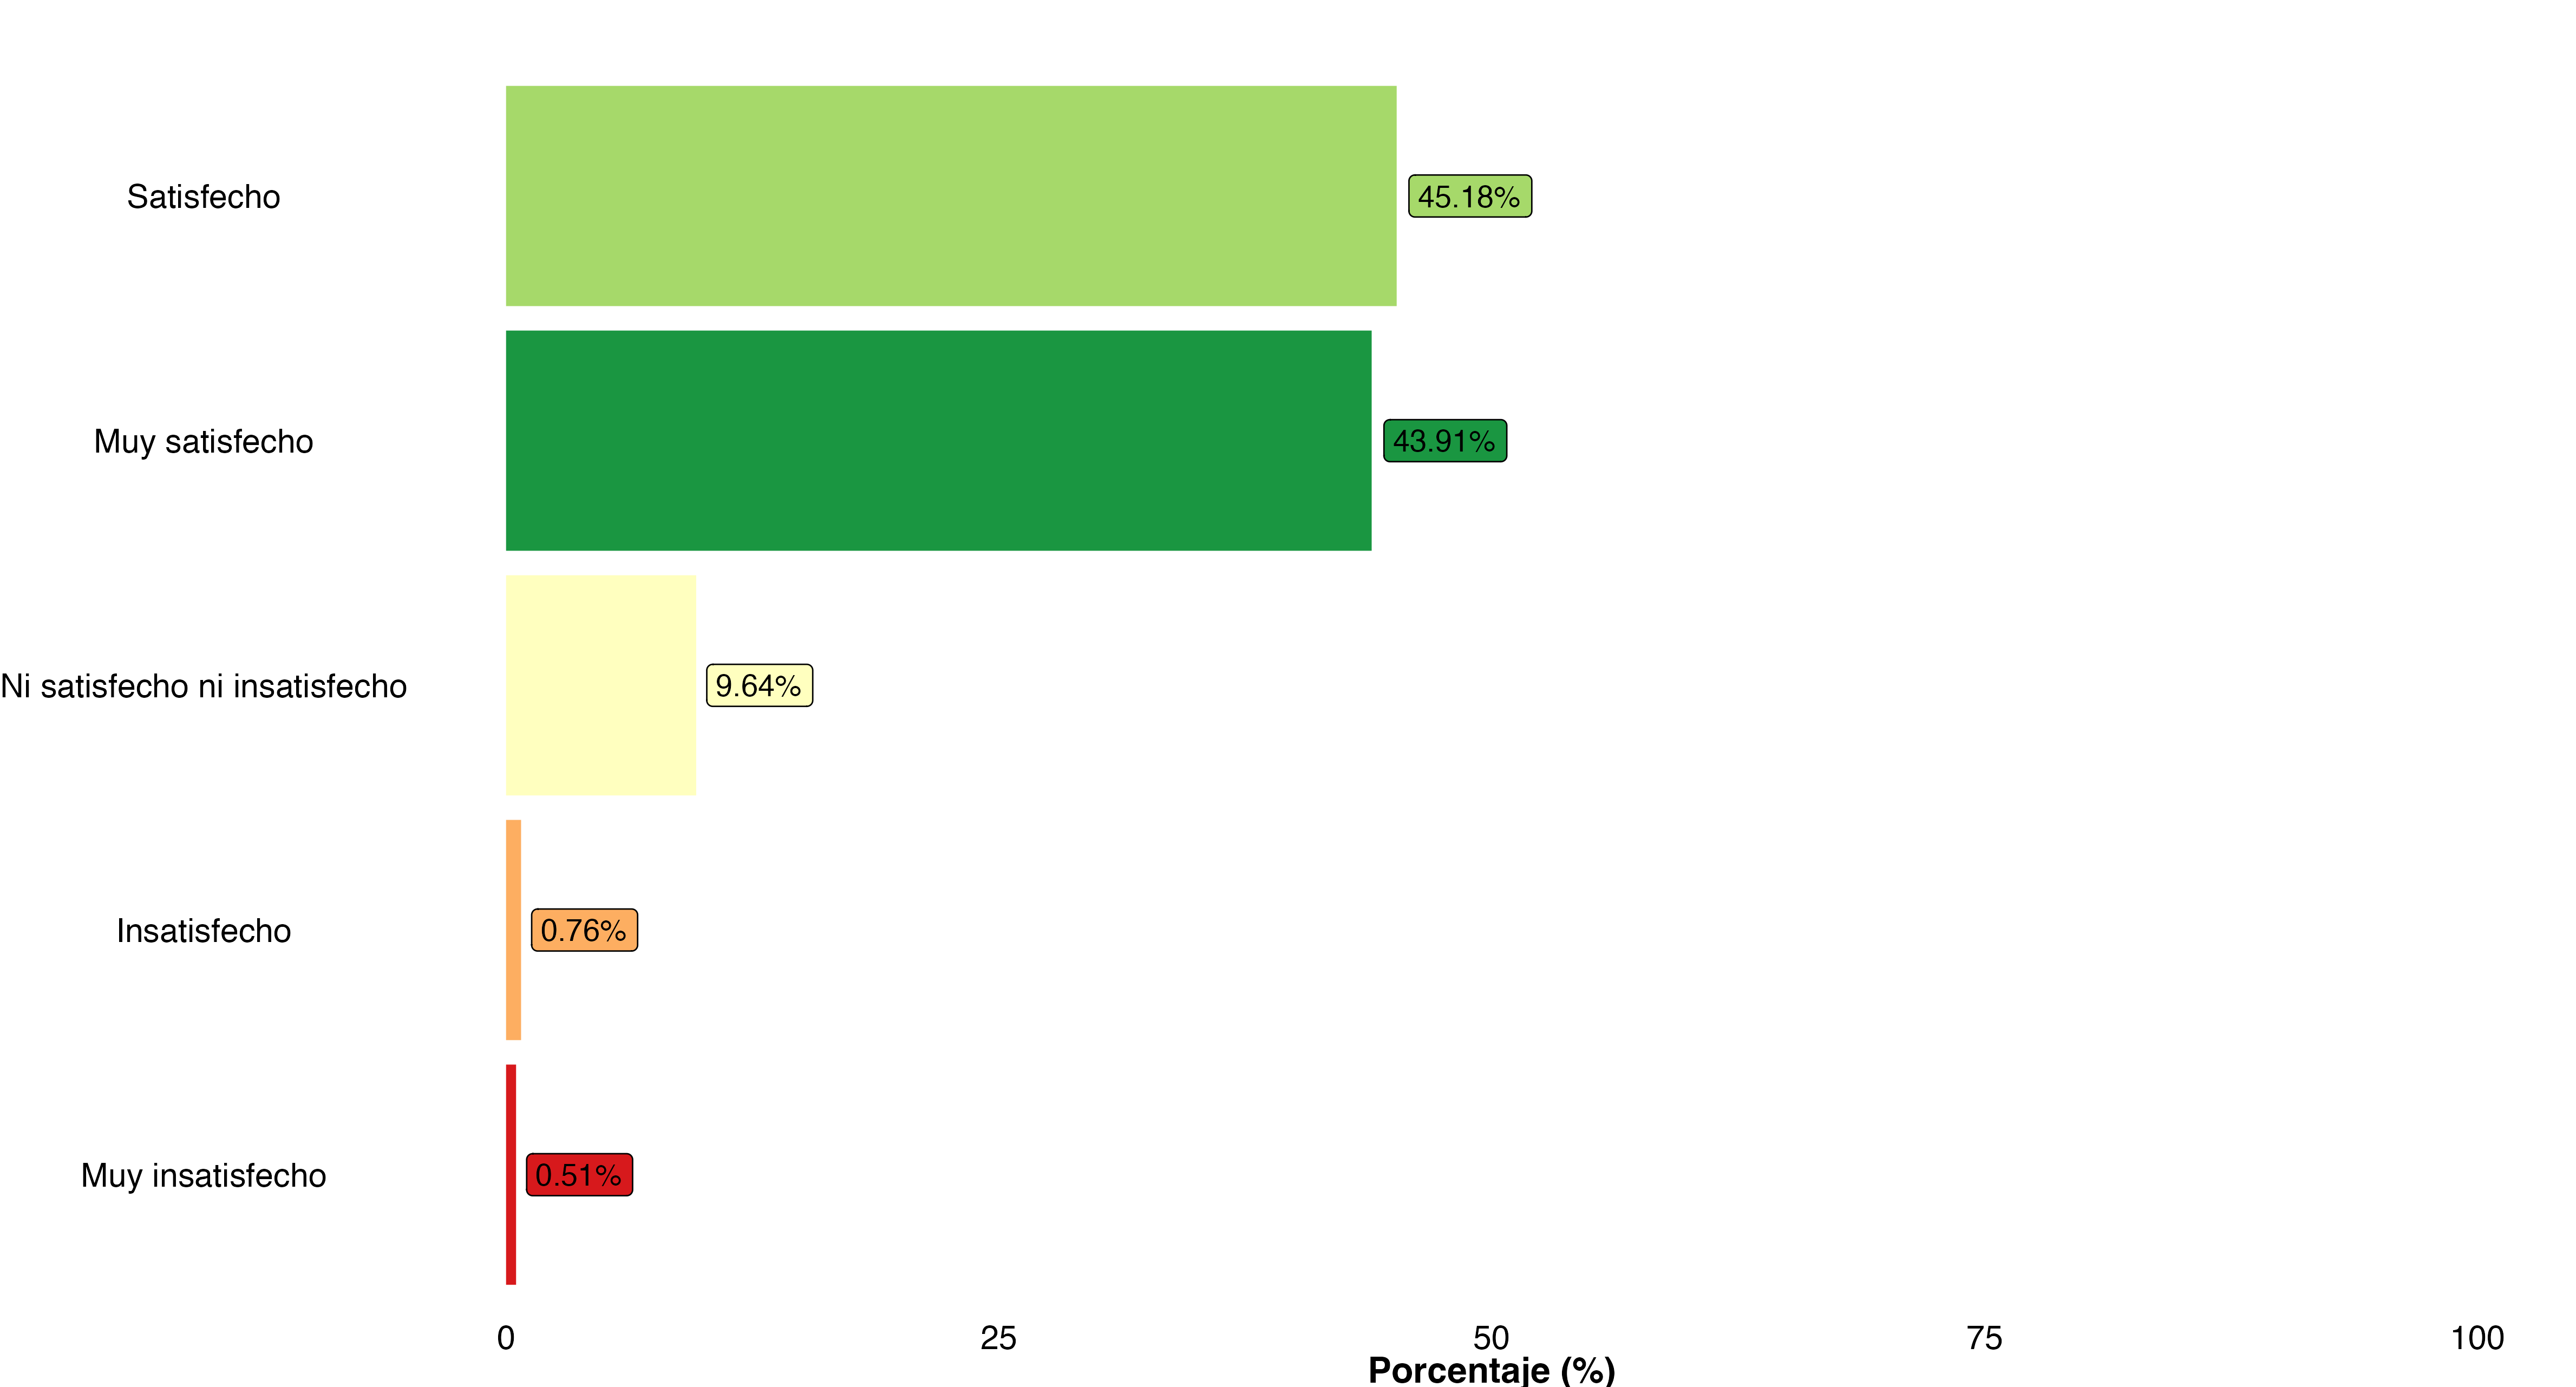 Satisfecho
45.18%
Muy satisfecho
43.91%
Ni satisfecho ni insatisfecho
9.64%
Insatisfecho
0.76%
Muy insatisfecho
0.51%
0 25 50 75 100
Porcentaje (%)